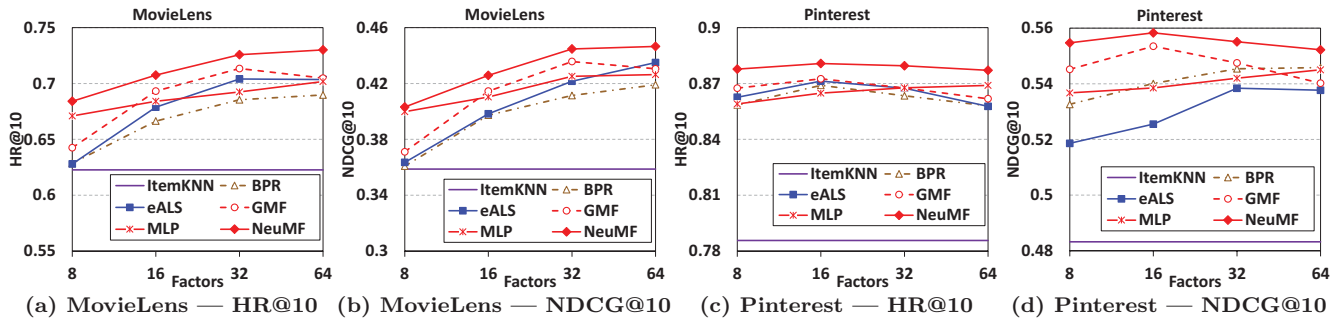 MovieLens
0.75
0.7
0.65
0.6
0.55
HR@10
ItemKNN
BPR
eALS
GMF
MLP
NeuMF
8
16
32
64
Factors
(a) MovieLens — HR@10
MovieLens
0.46
0.42
0.38
0.34
0.3
NDCG@10
ItemKNN
BPR
eALS
GMF
MLP
NeuMF
8
16
32
64
Factors
(b) MovieLens — NDCG@10
Pinterest
0.9
0.87
0.84
0.81
0.78
HR@10
ItemKNN
BPR
eALS
GMF
MLP
NeuMF
8
16
32
64
Factors
(c) Pinterest — HR@10
Pinterest
0.56
0.54
0.52
0.5
0.48
NDCG@10
ItemKNN
BPR
eALS
GMF
MLP
NeuMF
8
16
32
64
Factors
(d) Pinterest — NDCG@10